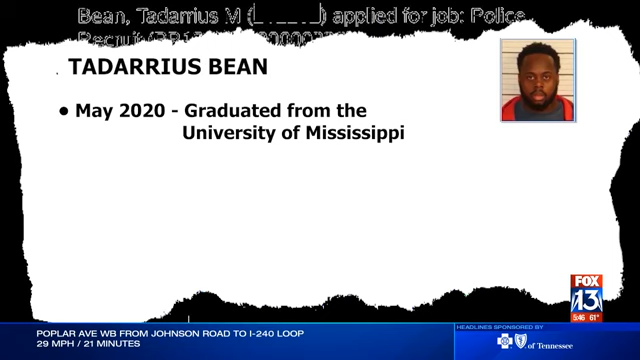 Bean, Tadarrius M ( ) applied for job: Police
Recruit
. TADARRIUS BEAN
● May 2020 - Graduated from the
University of Mississippi
FOX
13
5:46 61°
POPLAR AVE WB FROM JOHNSON ROAD TO I-240 LOOP
29 MPH / 21 MINUTES
HEADLINES SPONSORED BY
of Tennessee